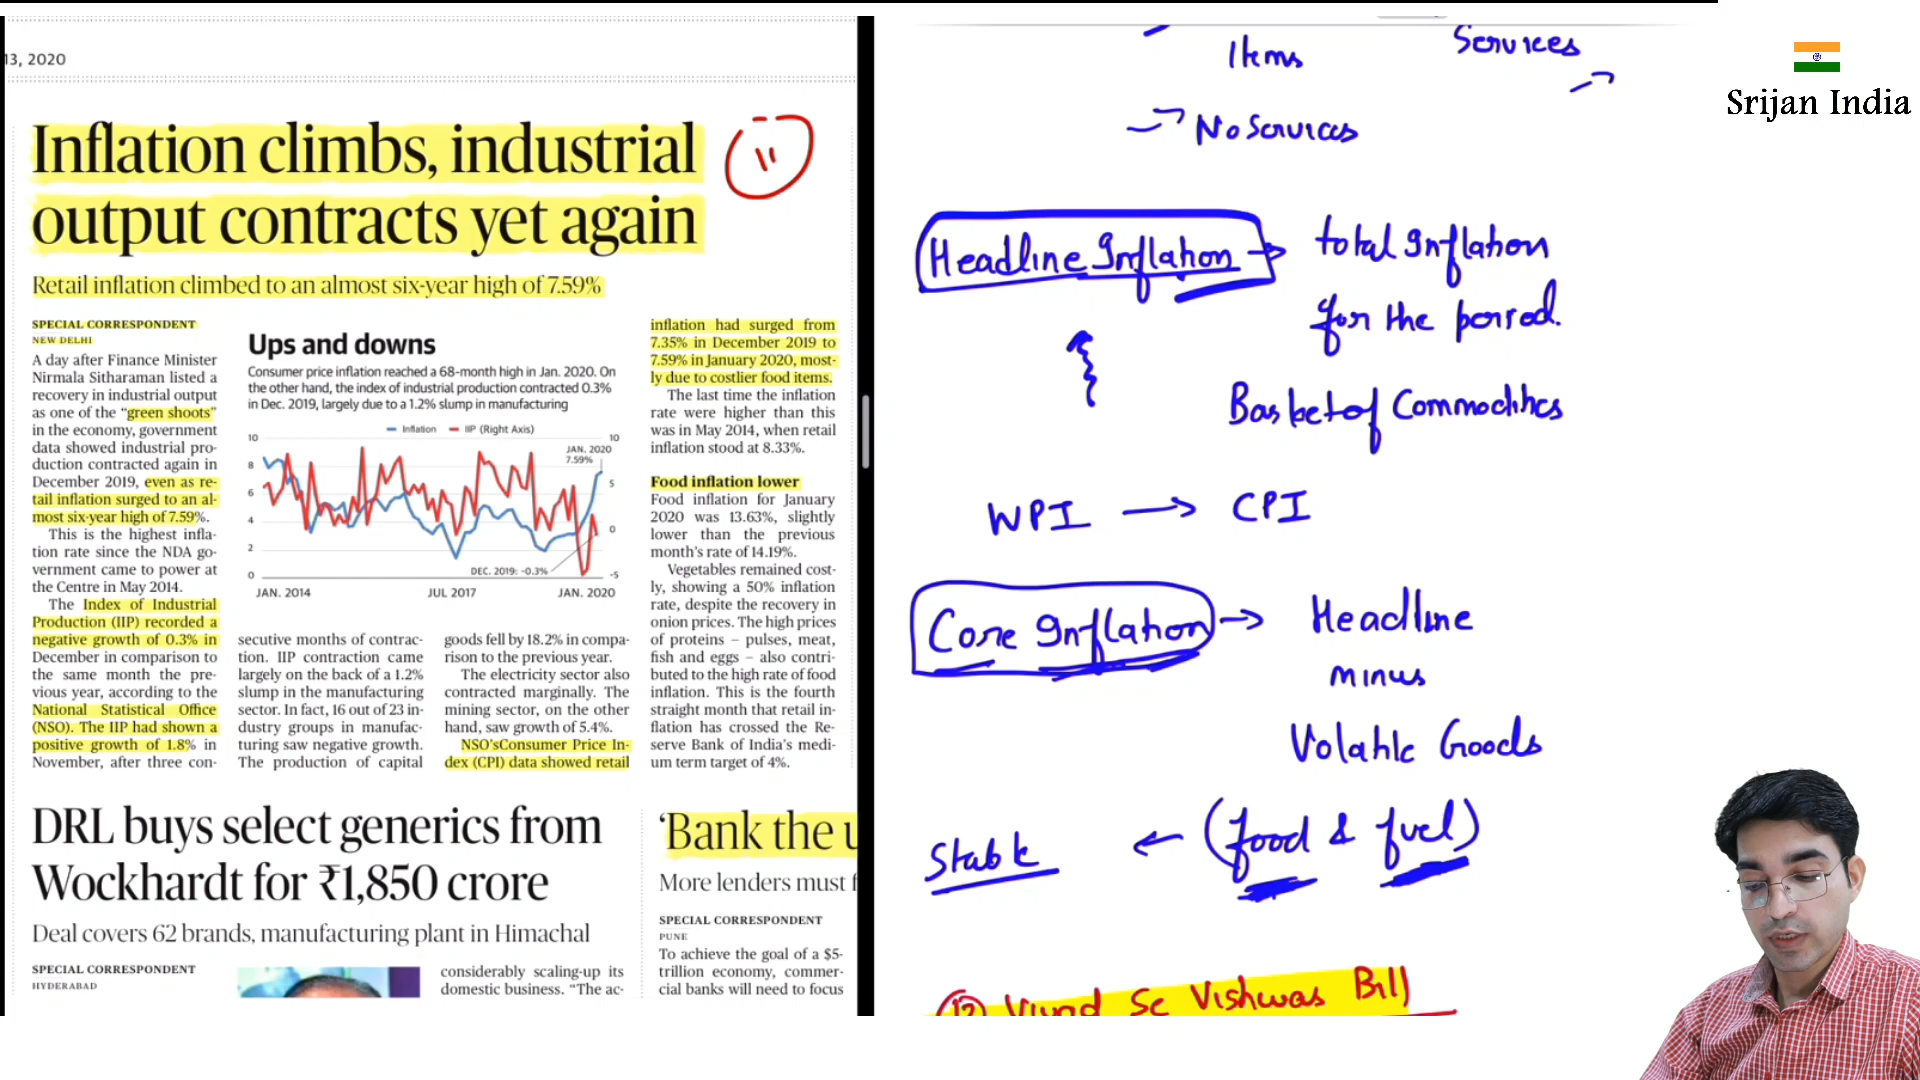 13, 2020
Inflation climbs, industrial
output contracts yet again
11
Retail inflation climbed to an almost six-year high of 7.59%
SPECIAL CORRESPONDENT
NEW DELHI
A day after Finance Minister
Nirmala Sitharaman listed a
recovery in industrial output
as one of the “green shoots”
in the economy, government
data showed industrial pro-
duction contracted again in
December 2019, even as re-
tail inflation surged to an al-
most six-year high of 7.59%.
This is the highest infla-
tion rate since the NDA go-
vernment came to power at
the Centre in May 2014.
The Index of Industrial
Production (IIP) recorded a
negative growth of 0.3% in
December in comparison to
the same month the pre-
vious year, according to the
National Statistical Office
(NSO). The IIP had shown a
positive growth of 1.8% in
November, after three con-
Ups and downs
Consumer price inflation reached a 68-month high in Jan. 2020. On
the other hand, the index of industrial production contracted 0.3%
in Dec. 2019, largely due to a 1.2% slump in manufacturing
Inflation IIP (Right Axis)
10 10
JAN. 2020
7.59%
8
5
6
4
0
2
DEC. 2019: -0.3%
0 -5
JAN. 2014 JUL 2017 JAN. 2020
secutive months of contrac-
tion. IIP contraction came
largely on the back of a 1.2%
slump in the manufacturing
sector. In fact, 16 out of 23 in-
dustry groups in manufac-
turing saw negative growth.
The production of capital
goods fell by 18.2% in compa-
rison to the previous year.
The electricity sector also
contracted marginally. The
mining sector, on the other
hand, saw growth of 5.4%.
NSO'sConsumer Price In-
dex (CPI) data showed retail
inflation had surged from
7.35% in December 2019 to
7.59% in January 2020, most-
ly due to costlier food items.
The last time the inflation
rate were higher than this
was in May 2014, when retail
inflation stood at 8.33%.
Food inflation lower
Food inflation for January
2020 was 13.63%, slightly
lower than the previous
month's rate of 14.19%.
Vegetables remained cost-
ly, showing a 50% inflation
rate, despite the recovery in
onion prices. The high prices
of proteins – pulses, meat,
fish and eggs – also contri-
buted to the high rate of food
inflation. This is the fourth
straight month that retail in-
flation has crossed the Re-
serve Bank of India's medi-
um term target of 4%.
DRL buys select generics from
Wockhardt for ₹1,850 crore
Deal covers 62 brands, manufacturing plant in Himachal
SPECIAL CORRESPONDENT
HYDERABAD
considerably scaling-up its
domestic business. “The ac-
‘Bank the u
More lenders must f
SPECIAL CORRESPONDENT
PUNE
To achieve the goal of a $5-
trillion economy, commer-
cial banks will need to focus
Items Services
No Services
Headline Inflation → total Inflation
for the period.
Basket of Commodities
WPI → CPI
Core Inflation → Headline
minus
Volatile Goods
Stable ← (food & fuel)
12 Vivad Se Vishwas Bill
Srijan India